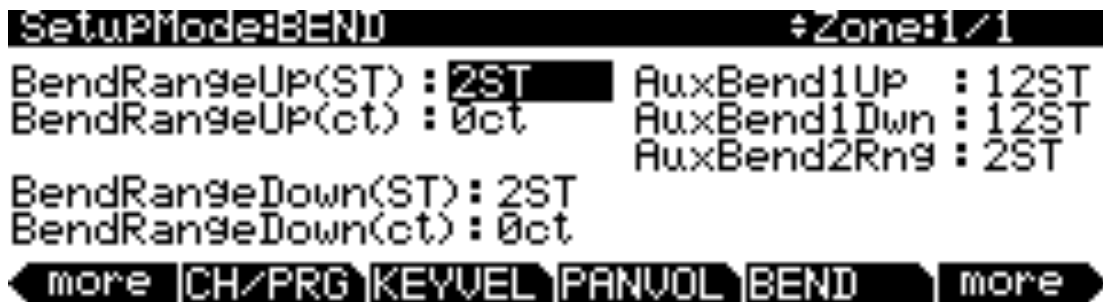 SetupMode:BEND ≑Zone:1/1
BendRangeUp(ST):2ST AuxBend1Up :12ST
BendRangeUp(ct):0ct AuxBend1Dwn:12ST
AuxBend2Rng:2ST
BendRangeDown(ST):2ST
BendRangeDown(ct):0ct
more CH/PRG KEYVEL PANVOL BEND more